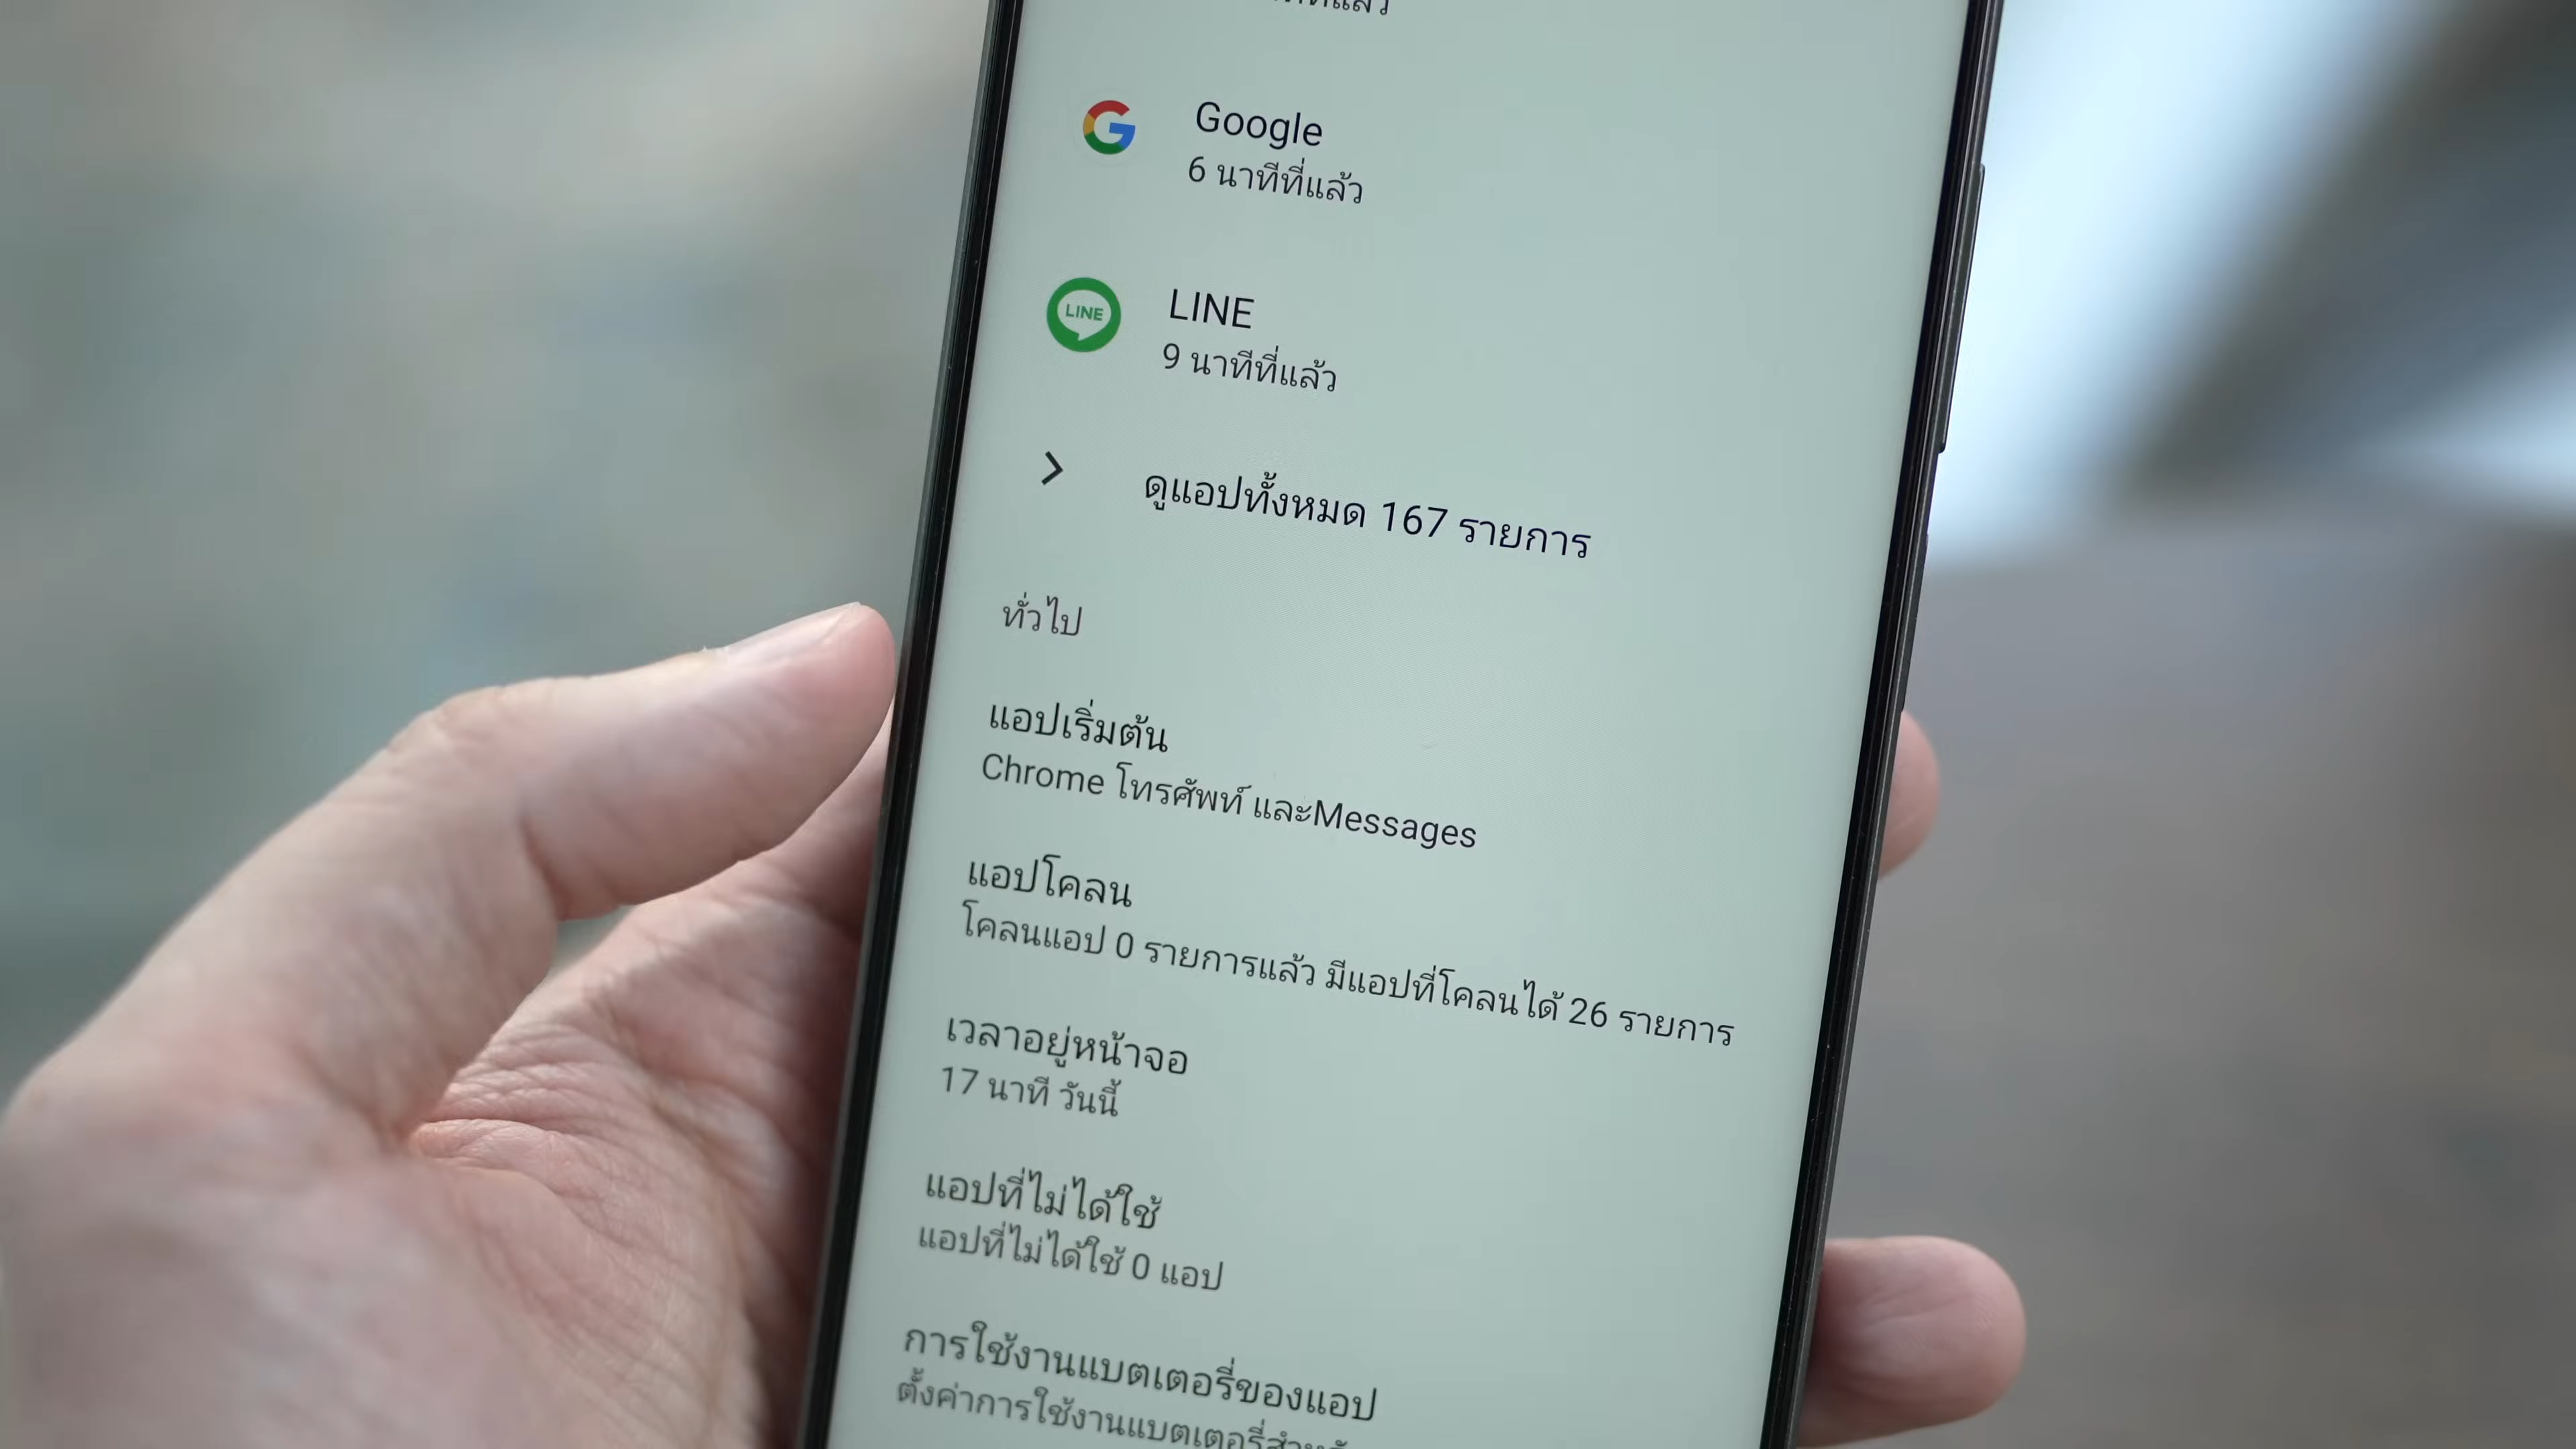 Google
6 นาทีที่แล้ว
LINE
LINE
9 นาทีที่แล้ว
ดูแอปทั้งหมด 167 รายการ
ทั่วไป
แอปเริ่มต้น
Chrome โทรศัพท์ และMessages
แอปโคลน
โคลนแอป 0 รายการแล้ว มีแอปที่โคลนได้ 26 รายการ
เวลาอยู่หน้าจอ
17 นาที วันนี้
แอปที่ไม่ได้ใช้
แอปที่ไม่ได้ใช้ 0 แอป
การใช้งานแบตเตอรี่ของแอป
ตั้งค่าการใช้งานแบตเตอรี่